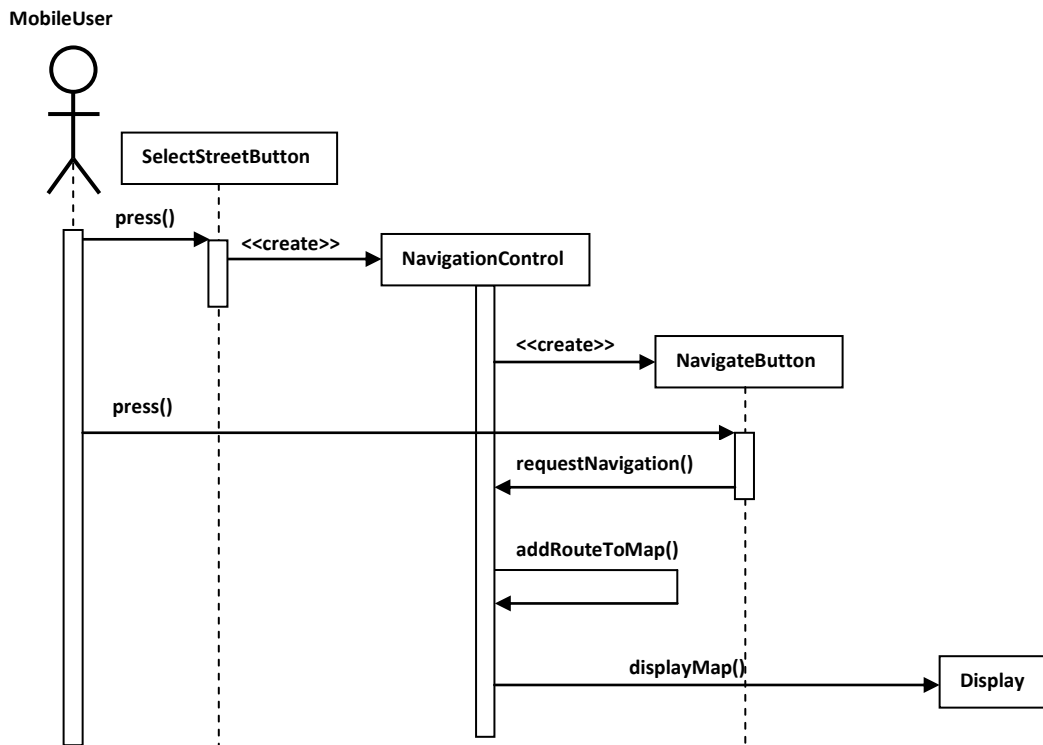 MobileUser
SelectStreetButton
press()
<<create>>
NavigationControl
<<create>>
NavigateButton
press()
requestNavigation()
addRouteToMap()
displayMap()
Display